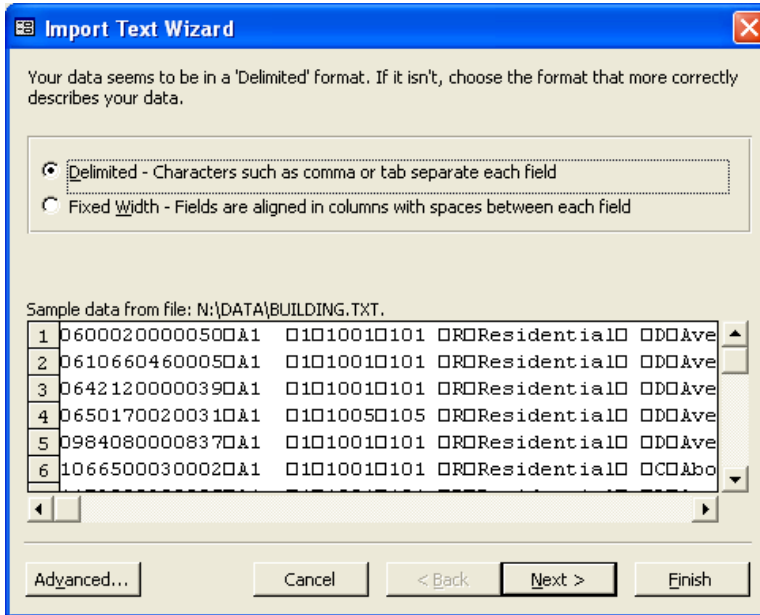 Import Text Wizard
Your data seems to be in a 'Delimited' format. If it isn't, choose the format that more correctly
describes your data.
Delimited - Characters such as comma or tab separate each field
Fixed Width - Fields are aligned in columns with spaces between each field
Sample data from file: N:\DATA\BUILDING.TXT.
1 0600020000050□A1 □1□1001□101 □R□Residential□ □D□Ave
2 0610660460005□A1 □1□1001□101 □R□Residential□ □D□Ave
3 0642120000039□A1 □1□1001□101 □R□Residential□ □D□Ave
4 0650170020031□A1 □1□1005□105 □R□Residential□ □D□Ave
5 0984080000837□A1 □1□1001□101 □R□Residential□ □D□Ave
6 1066500030002□A1 □1□1001□101 □R□Residential□ □C□Abo
Advanced... Cancel < Back Next > Finish